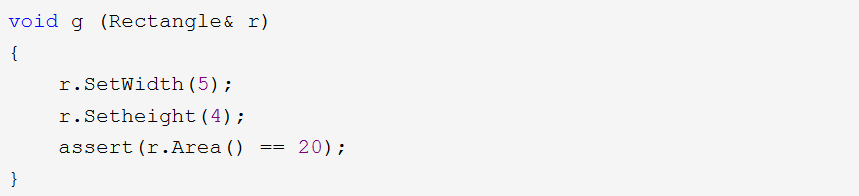 void g (Rectangle& r)
{
    r.SetWidth(5);
    r.Setheight(4);
    assert(r.Area() == 20);
}